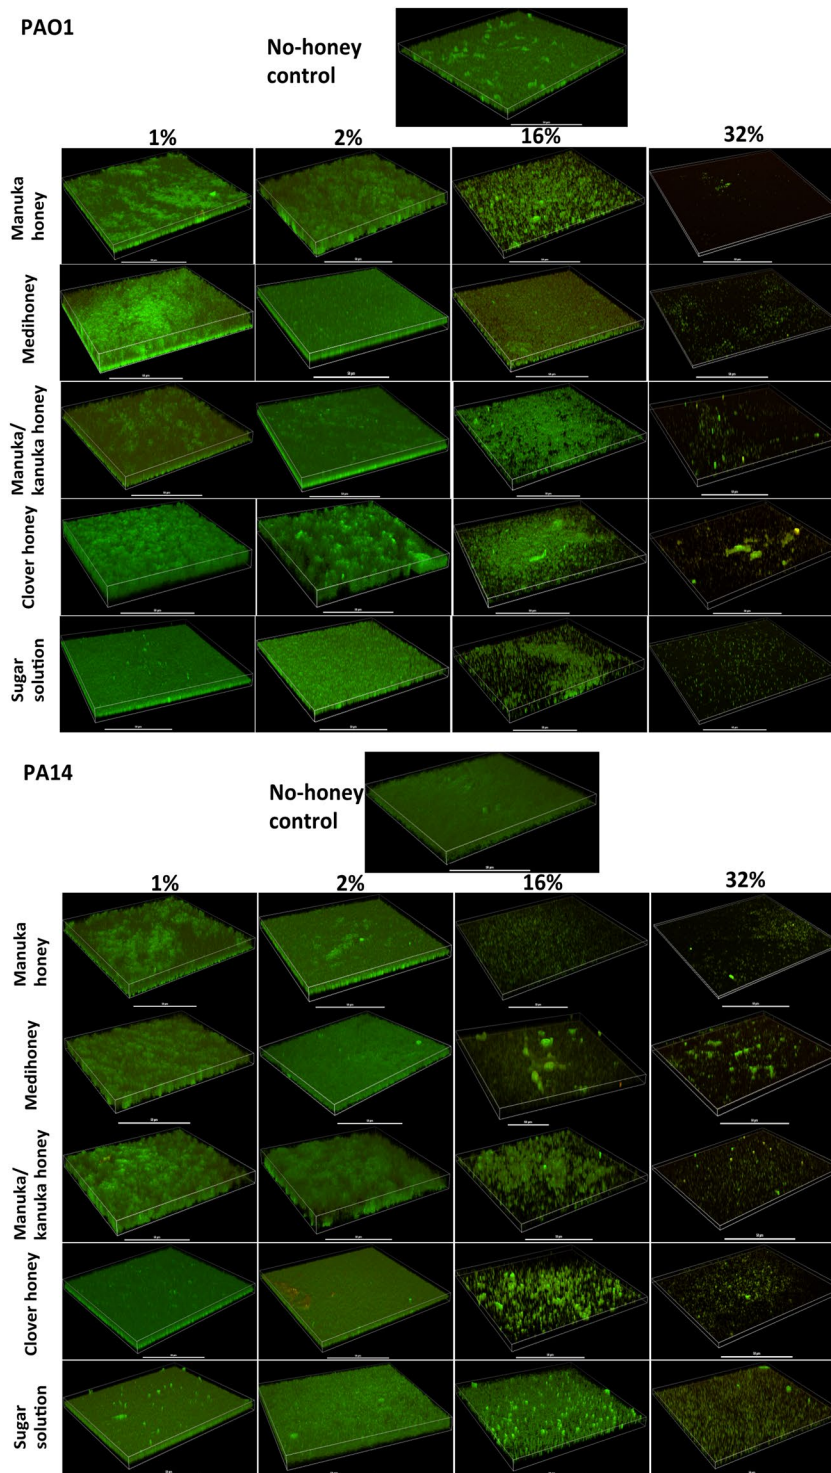 PAO1
No-honey
control
1% 2% 16% 32%
Manuka
honey
Medihoney
Manuka/
kanuka honey
Clover honey
Sugar
solution
PA14
No-honey
control
1% 2% 16% 32%
Manuka
honey
Medihoney
Manuka/
kanuka honey
Clover honey
Sugar
solution